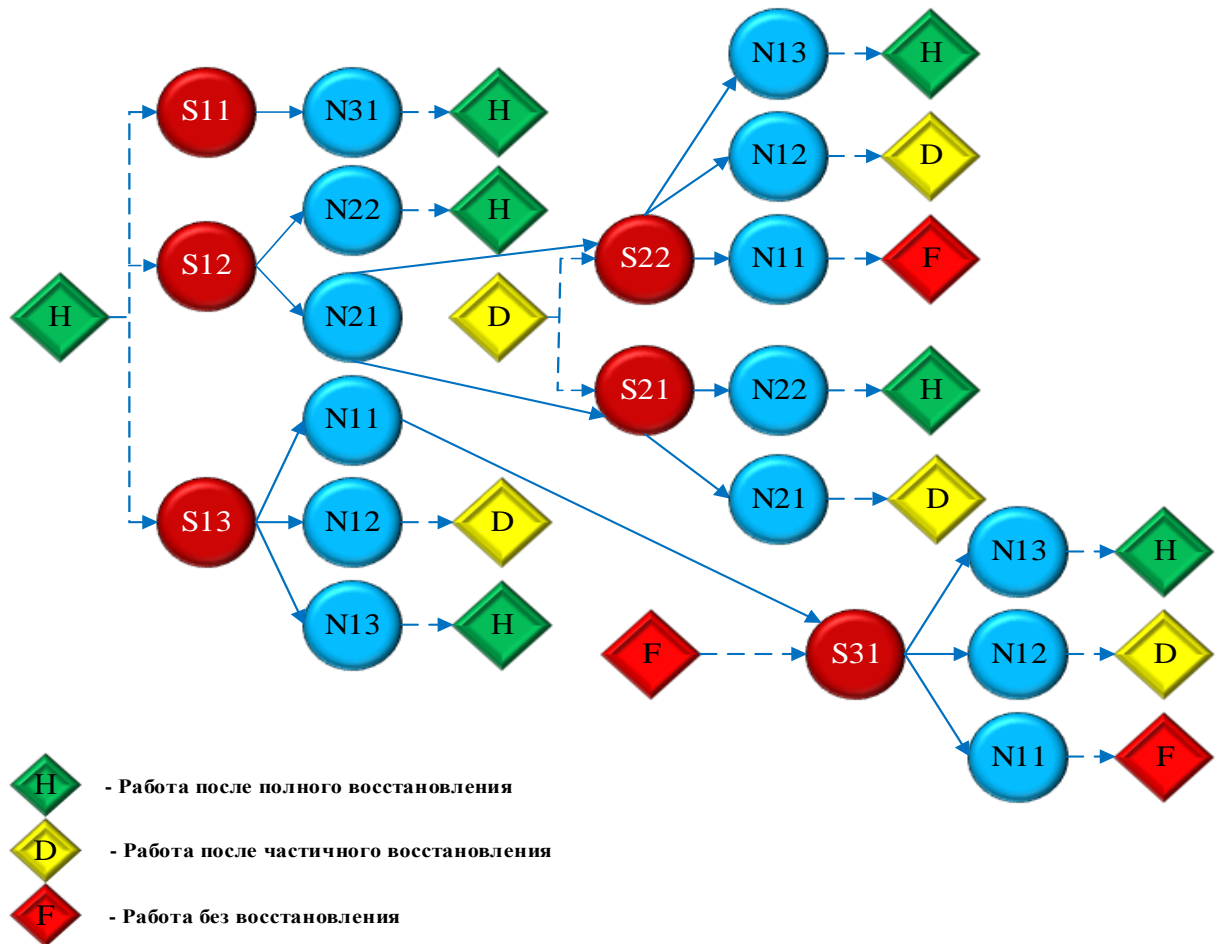 N13 H
S11 N31 H
N12 D
N22 H
S12 S22 N11 F
H N21 D
S21 N22 H
N11
N21 D
S13 N12 D
N13 H
N13 H
F S31 N12 D
N11 F
H - Работа после полного восстановления
D - Работа после частичного восстановления
F - Работа без восстановления